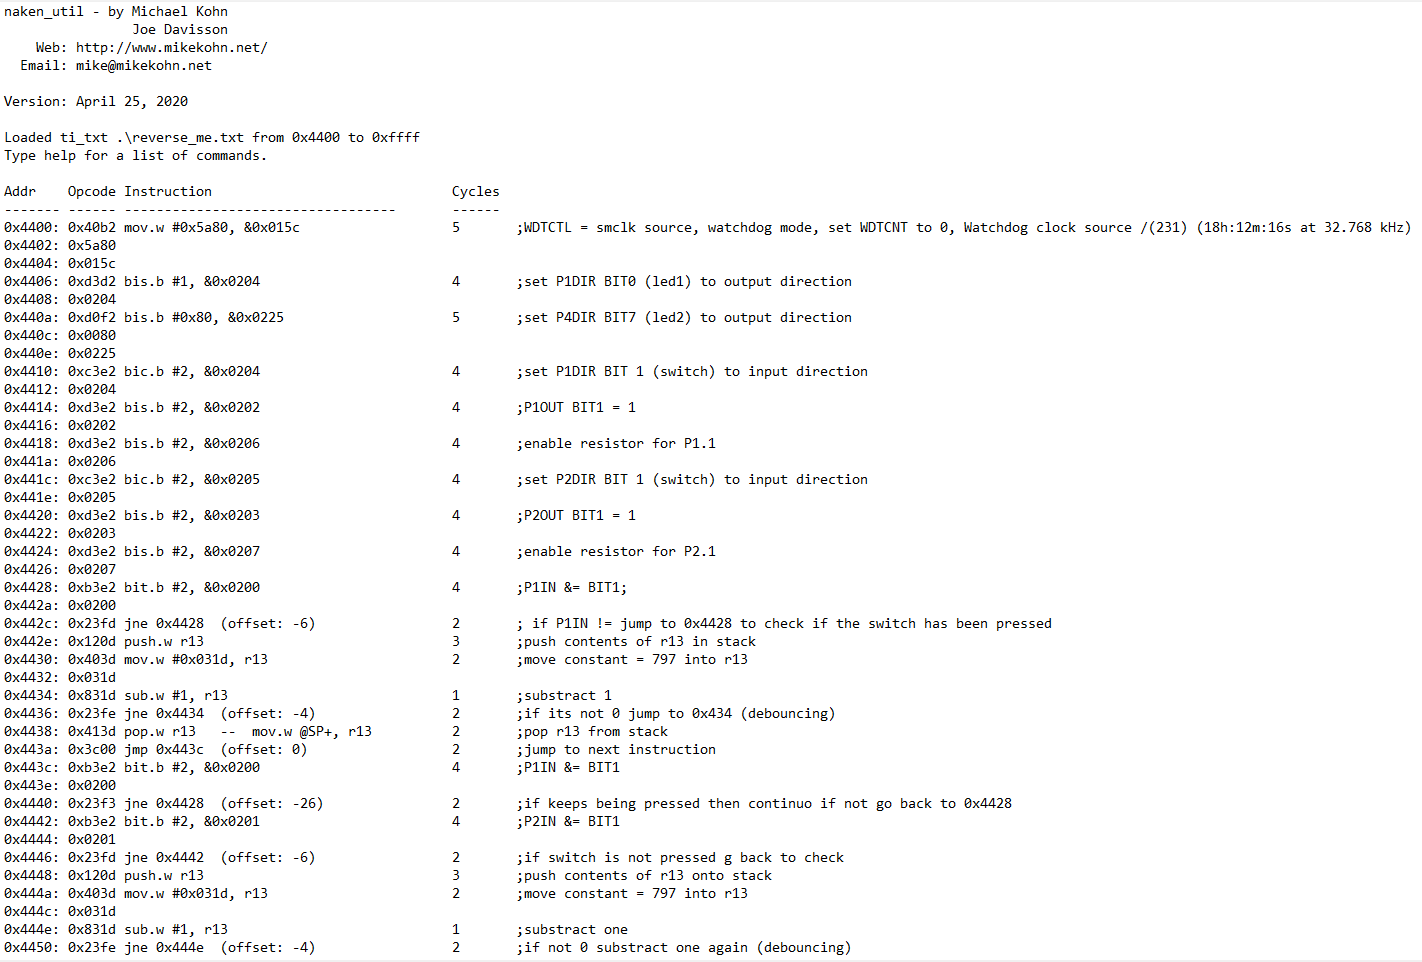 naken_util - by Michael Kohn
                Joe Davisson
    Web: http://www.mikekohn.net/
  Email: mike@mikekohn.net

Version: April 25, 2020

Loaded ti_txt .\reverse_me.txt from 0x4400 to 0xffff
Type help for a list of commands.

Addr    Opcode Instruction                              Cycles
------- ------ ----------------------------------       ------
0x4400: 0x40b2 mov.w #0x5a80, &0x015c                   5       ;WDTCTL = smclk source, watchdog mode, set WDTCNT to 0, Watchdog clock source /(231) (18h:12m:16s at 32.768 kHz)
0x4402: 0x5a80
0x4404: 0x015c
0x4406: 0xd3d2 bis.b #1, &0x0204                        4       ;set P1DIR BIT0 (led1) to output direction
0x4408: 0x0204
0x440a: 0xd0f2 bis.b #0x80, &0x0225                     5       ;set P4DIR BIT7 (led2) to output direction
0x440c: 0x0080
0x440e: 0x0225
0x4410: 0xc3e2 bic.b #2, &0x0204                        4       ;set P1DIR BIT 1 (switch) to input direction
0x4412: 0x0204
0x4414: 0xd3e2 bis.b #2, &0x0202                        4       ;P1OUT BIT1 = 1
0x4416: 0x0202
0x4418: 0xd3e2 bis.b #2, &0x0206                        4       ;enable resistor for P1.1
0x441a: 0x0206
0x441c: 0xc3e2 bic.b #2, &0x0205                        4       ;set P2DIR BIT 1 (switch) to input direction
0x441e: 0x0205
0x4420: 0xd3e2 bis.b #2, &0x0203                        4       ;P2OUT BIT1 = 1
0x4422: 0x0203
0x4424: 0xd3e2 bis.b #2, &0x0207                        4       ;enable resistor for P2.1
0x4426: 0x0207
0x4428: 0xb3e2 bit.b #2, &0x0200                        4       ;P1IN &= BIT1;
0x442a: 0x0200
0x442c: 0x23fd jne 0x4428  (offset: -6)                 2       ; if P1IN != jump to 0x4428 to check if the switch has been pressed
0x442e: 0x120d push.w r13                               3       ;push contents of r13 in stack
0x4430: 0x403d mov.w #0x031d, r13                       2       ;move constant = 797 into r13
0x4432: 0x031d
0x4434: 0x831d sub.w #1, r13                            1       ;substract 1
0x4436: 0x23fe jne 0x4434  (offset: -4)                 2       ;if its not 0 jump to 0x434 (debouncing)
0x4438: 0x413d pop.w r13   --  mov.w @SP+, r13          2       ;pop r13 from stack
0x443a: 0x3c00 jmp 0x443c  (offset: 0)                  2       ;jump to next instruction
0x443c: 0xb3e2 bit.b #2, &0x0200                        4       ;P1IN &= BIT1
0x443e: 0x0200
0x4440: 0x23f3 jne 0x4428  (offset: -26)                2       ;if keeps being pressed then continuo if not go back to 0x4428
0x4442: 0xb3e2 bit.b #2, &0x0201                        4       ;P2IN &= BIT1
0x4444: 0x0201
0x4446: 0x23fd jne 0x4442  (offset: -6)                 2       ;if switch is not pressed g back to check
0x4448: 0x120d push.w r13                               3       ;push contents of r13 onto stack
0x444a: 0x403d mov.w #0x031d, r13                       2       ;move constant = 797 into r13
0x444c: 0x031d
0x444e: 0x831d sub.w #1, r13                            1       ;substract one
0x4450: 0x23fe jne 0x444e  (offset: -4)                 2       ;if not 0 substract one again (debouncing)